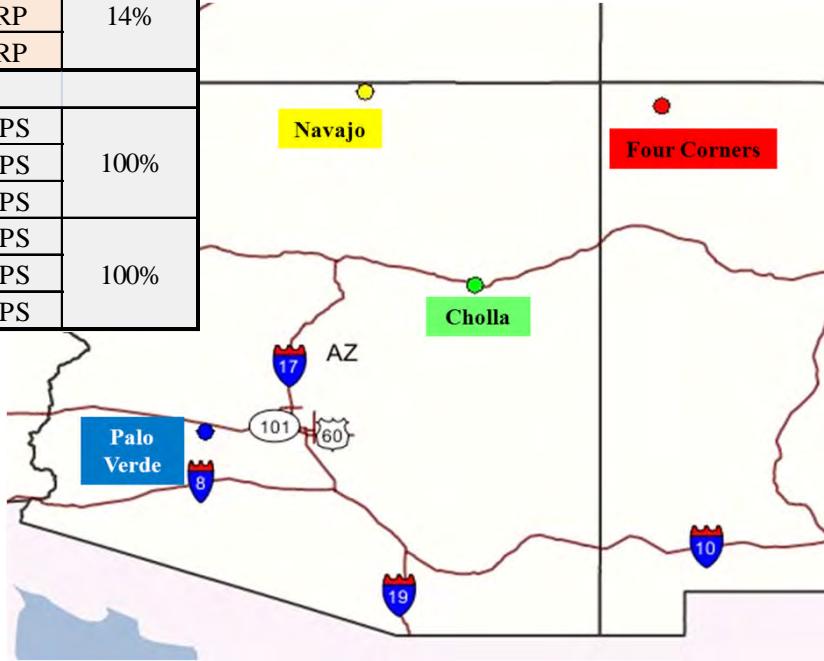 RP
14%
RP
PS
PS
100%
PS
PS
PS
100%
PS
Navajo
Four Corners
Cholla
17
AZ
101
60
Palo
Verde
8
10
19